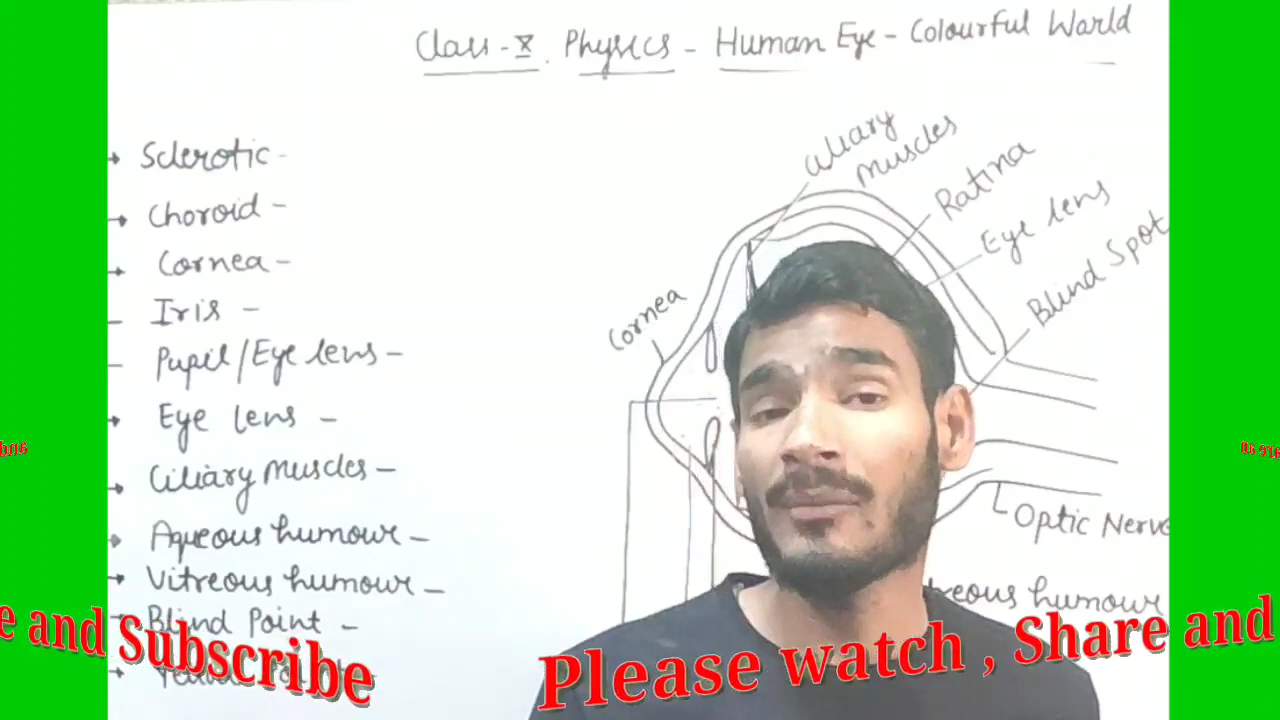 Class-X. Physics - Human Eye - Colourful World
→ Sclerotic -
→ Choroid -
→ Cornea -
Iris -
Pupil/Eye lens -
→ Eye lens -
→ Ciliary Muscles -
→ Aqueous humour -
→ Vitreous humour -
Blind Point -
Ciliary
Muscles
Ratina
Eye lens
Blind Spot
Cornea
Optic Nerve
humour
and Subscribe
Please watch , Share and